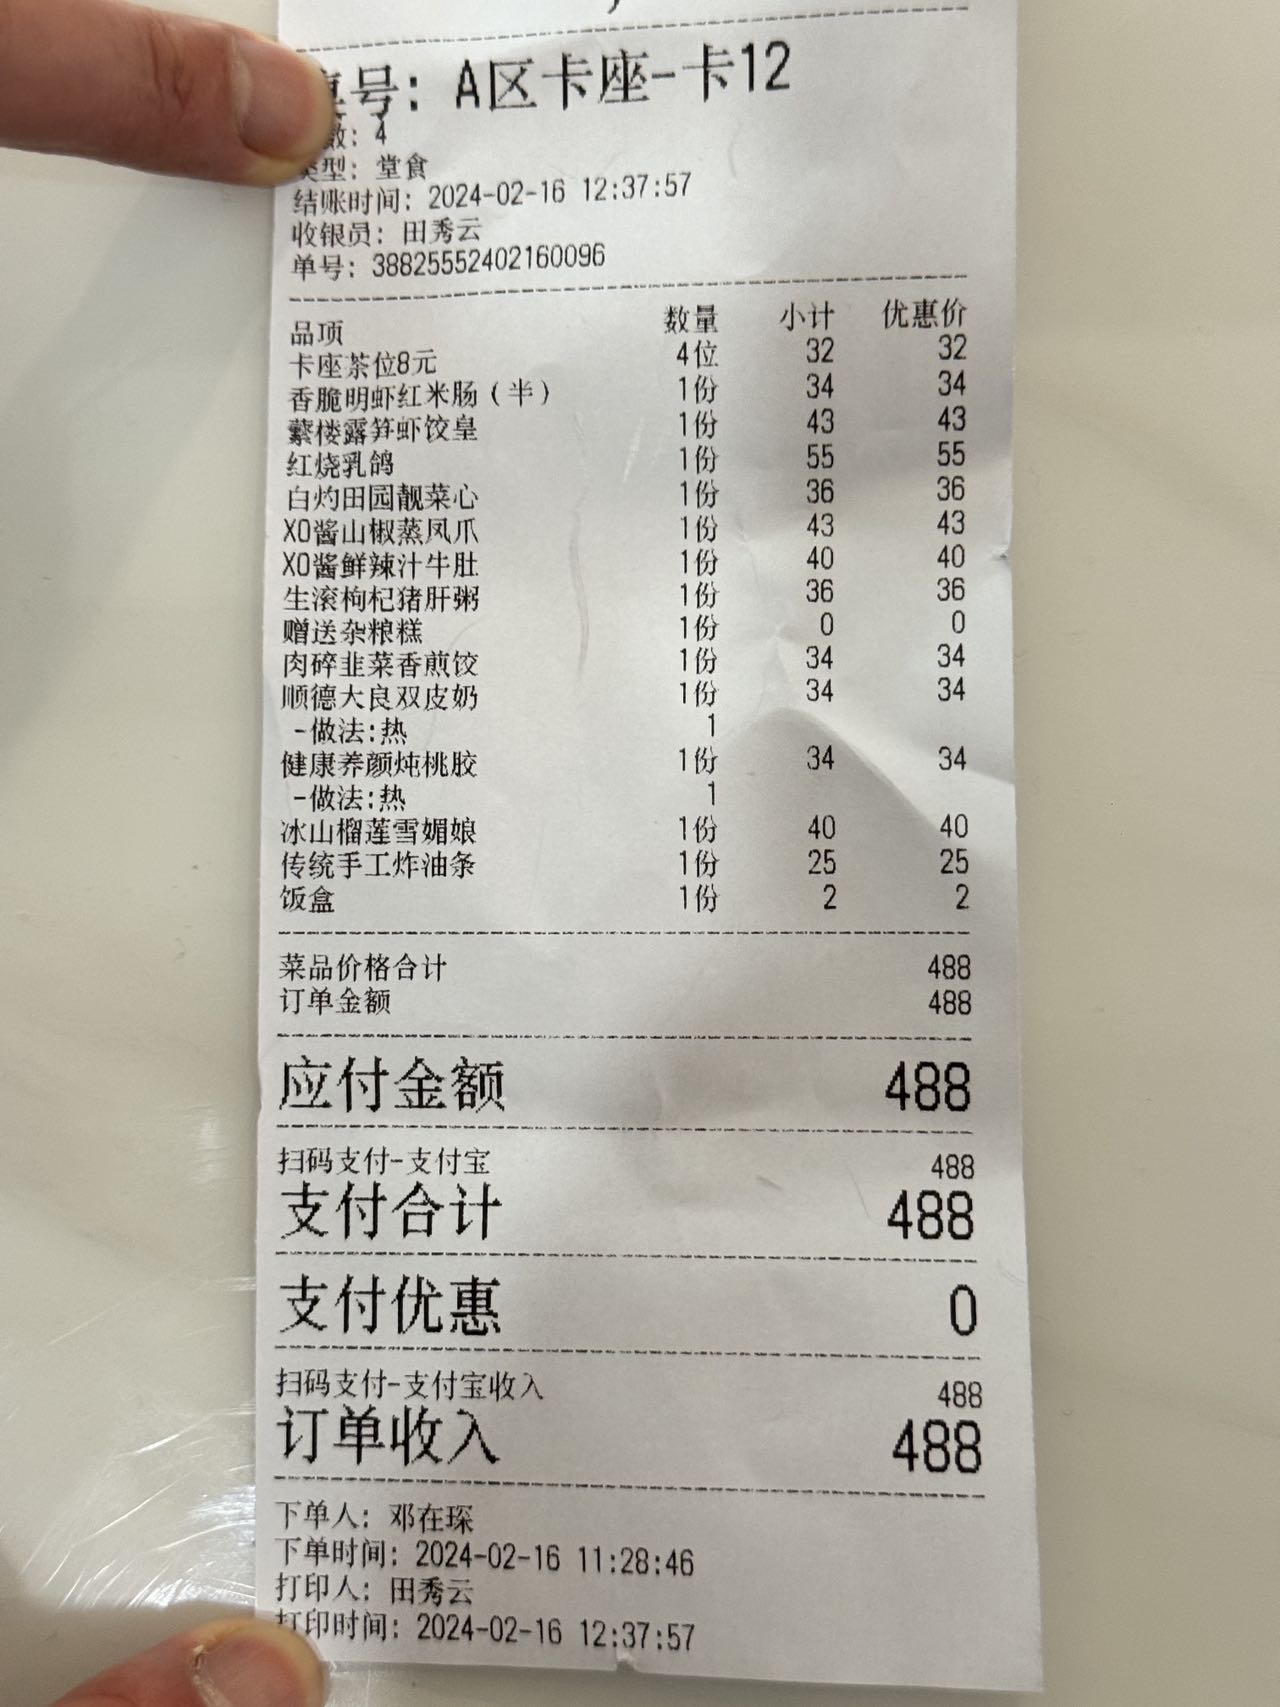 号: A区卡座-卡12
数: 4
类型: 堂食
结账时间: 2024-02-16 12:37:57
收银员: 田秀云
单号: 38825552402160096
品项 数量 小计 优惠价
卡座茶位8元 4位 32 32
香脆明虾红米肠（半） 1份 34 34
蘩楼露笋虾饺皇 1份 43 43
红烧乳鸽 1份 55 55
白灼田园靓菜心 1份 36 36
XO酱山椒蒸凤爪 1份 43 43
XO酱鲜辣汁牛肚 1份 40 40
生滚枸杞猪肝粥 1份 36 36
赠送杂粮糕 1份 0 0
肉碎韭菜香煎饺 1份 34 34
顺德大良双皮奶 1份 34 34
-做法:热 1
健康养颜炖桃胶 1份 34 34
-做法:热 1
冰山榴莲雪媚娘 1份 40 40
传统手工炸油条 1份 25 25
饭盒 1份 2 2
菜品价格合计 488
订单金额 488
应付金额 488
扫码支付-支付宝 488
支付合计 488
支付优惠 0
扫码支付-支付宝收入 488
订单收入 488
下单人: 邓在琛
下单时间: 2024-02-16 11:28:46
打印人: 田秀云
打印时间: 2024-02-16 12:37:57